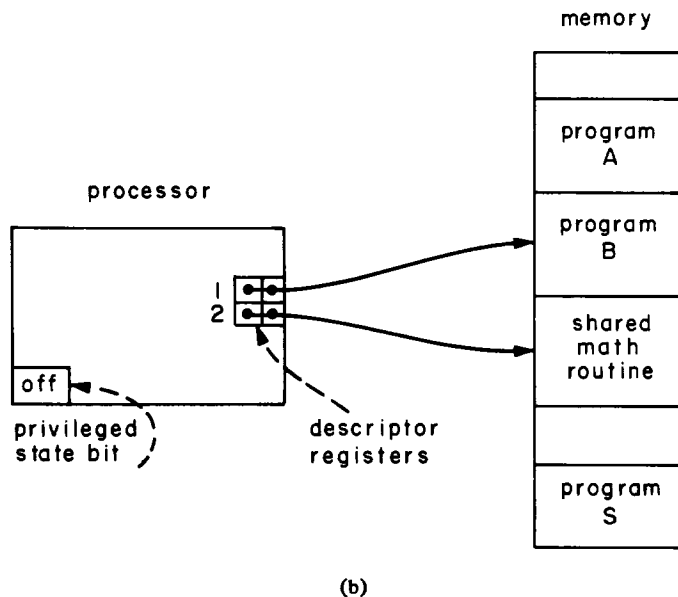 memory
program
A
processor
program
B
1
2
shared
math
routine
off
privileged
state bit
descriptor
registers
program
S
(b)